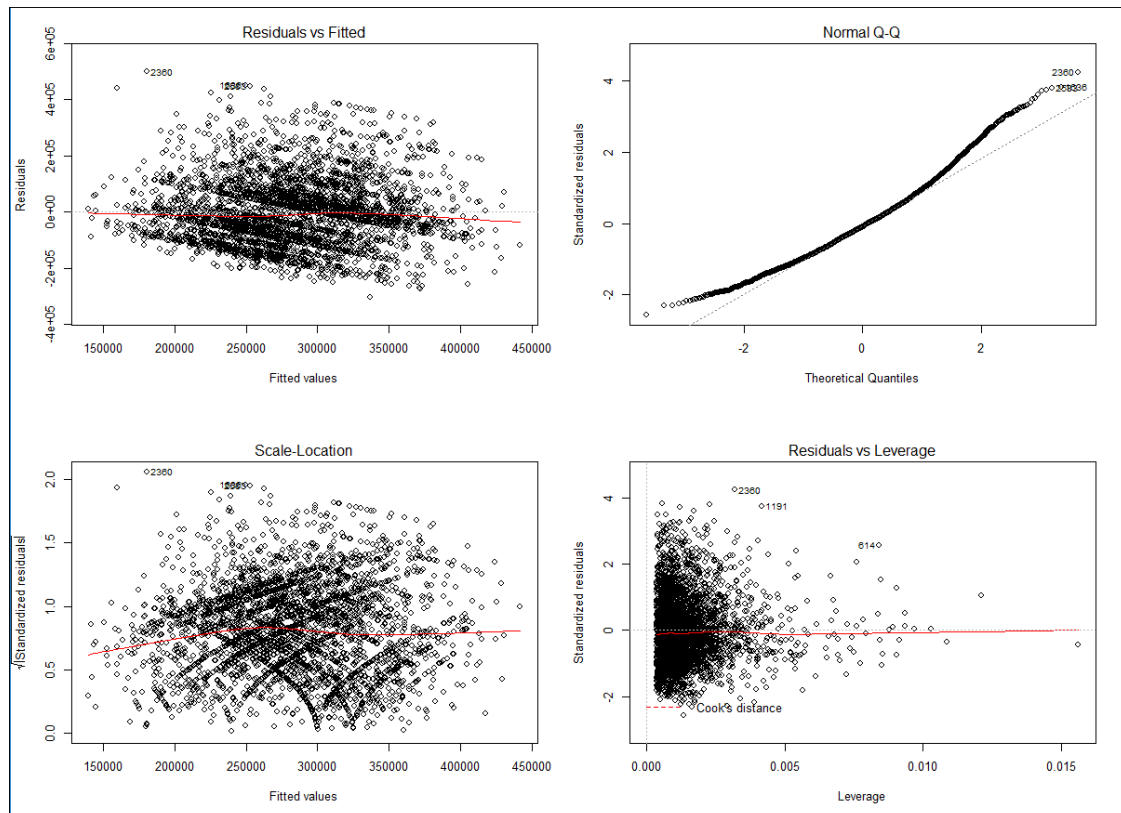 Residuals vs Fitted
Residuals
-4e+05 -2e+05 0e+00 2e+05 4e+05 6e+05
2360
150000 200000 250000 300000 350000 400000 450000
Fitted values
Normal Q-Q
Standardized residuals
-2 0 2 4
2360
-2 0 2
Theoretical Quantiles
Scale-Location
√|Standardized residuals|
0.0 0.5 1.0 1.5 2.0
2360
150000 200000 250000 300000 350000 400000 450000
Fitted values
Residuals vs Leverage
Standardized residuals
-2 0 2 4
2360
1191
614
Cook's distance
0.000 0.005 0.010 0.015
Leverage